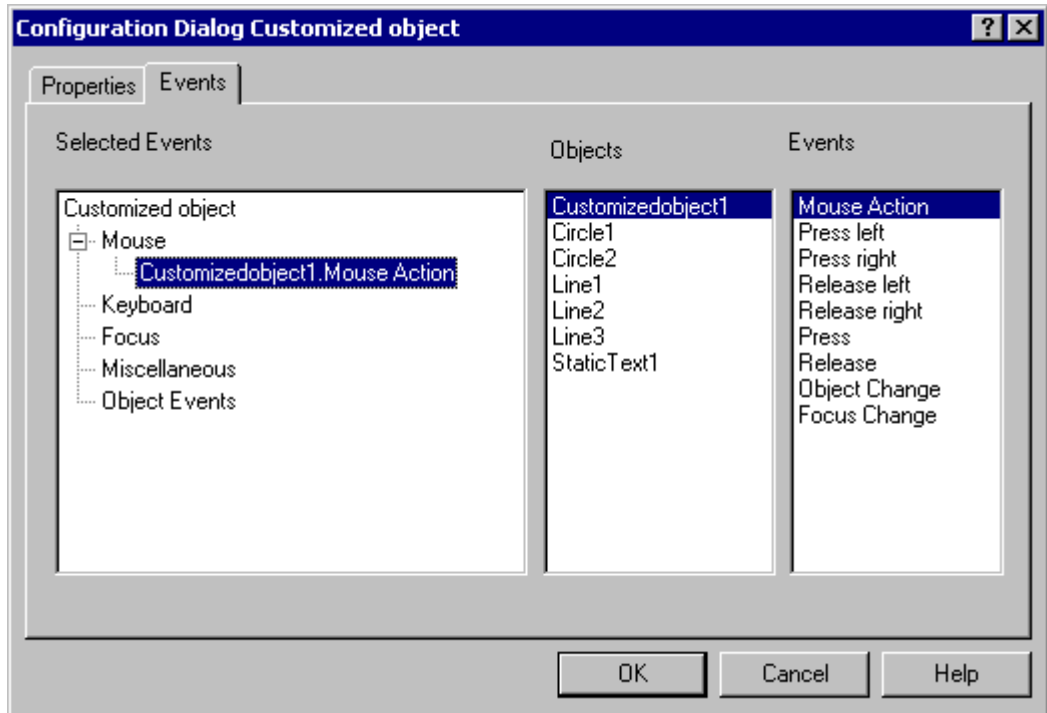 Configuration Dialog Customized object
Properties
Events
Selected Events
Customized object
Mouse
Customizedobject1.Mouse Action
Keyboard
Focus
Miscellaneous
Object Events
Objects
Customizedobject1
Circle1
Circle2
Line1
Line2
Line3
StaticText1
Events
Mouse Action
Press left
Press right
Release left
Release right
Press
Release
Object Change
Focus Change
OK
Cancel
Help